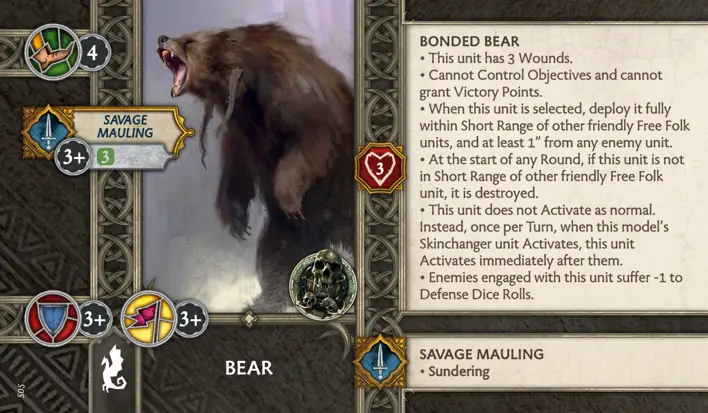 4
SAVAGE
MAULING
3+
3
3+
3+
BEAR
S05
3
BONDED BEAR
• This unit has 3 Wounds.
• Cannot Control Objectives and cannot
grant Victory Points.
• When this unit is selected, deploy it fully
within Short Range of other friendly Free Folk
units, and at least 1" from any enemy unit.
• At the start of any Round, if this unit is not
in Short Range of other friendly Free Folk
unit, it is destroyed.
• This unit does not Activate as normal.
Instead, once per Turn, when this model's
Skinchanger unit Activates, this unit
Activates immediately after them.
• Enemies engaged with this unit suffer -1 to
Defense Dice Rolls.
SAVAGE MAULING
• Sundering